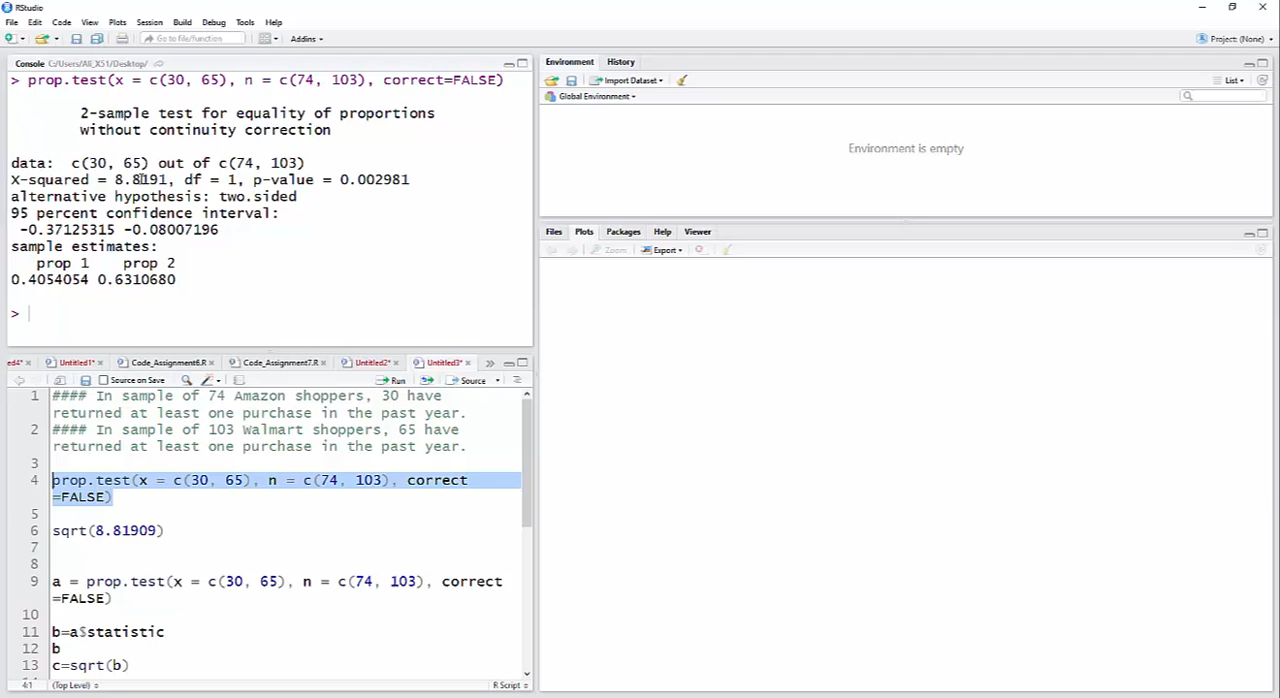 RStudio
File Edit Code View Plots Session Build Debug Tools Help
Go to file/function Addins Project: (None)
Console C:/Users/Ali_X51/Desktop/
> prop.test(x = c(30, 65), n = c(74, 103), correct=FALSE)
2-sample test for equality of proportions
without continuity correction
data: c(30, 65) out of c(74, 103)
X-squared = 8.8191, df = 1, p-value = 0.002981
alternative hypothesis: two.sided
95 percent confidence interval:
-0.37125315 -0.08007196
sample estimates:
prop 1 prop 2
0.4054054 0.6310680
>
ed4* Untitled1* Code_Assignment6.R Code_Assignment7.R Untitled2* Untitled3*
Source on Save Run Source
1 #### In sample of 74 Amazon shoppers, 30 have
returned at least one purchase in the past year.
2 #### In sample of 103 Walmart shoppers, 65 have
returned at least one purchase in the past year.
3
4 prop.test(x = c(30, 65), n = c(74, 103), correct
=FALSE)
5
6 sqrt(8.81909)
7
8
9 a = prop.test(x = c(30, 65), n = c(74, 103), correct
=FALSE)
10
11 b=a$statistic
12 b
13 c=sqrt(b)
4:1 (Top Level) R Script
Environment History
Import Dataset List
Global Environment
Environment is empty
Files Plots Packages Help Viewer
Zoom Export